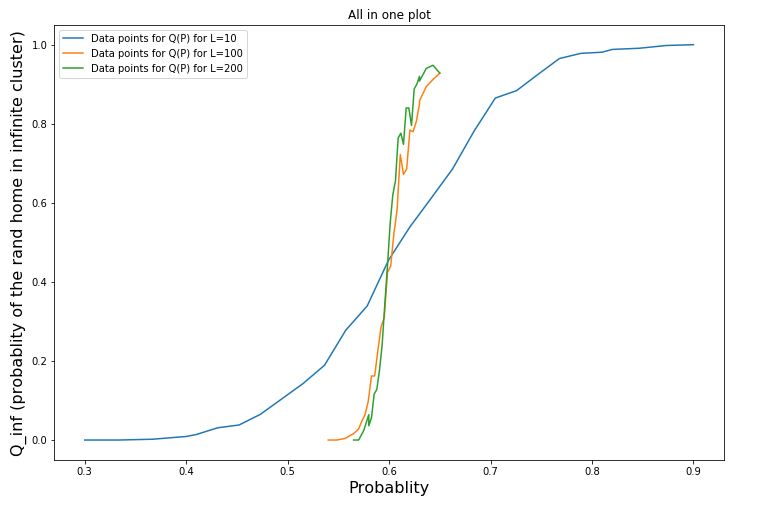 All in one plot
Data points for Q(P) for L=10
Data points for Q(P) for L=100
Data points for Q(P) for L=200
Q_inf (probablity of the rand home in infinite cluster)
1.0
0.8
0.6
0.4
0.2
0.0
0.3 0.4 0.5 0.6 0.7 0.8 0.9
Probablity